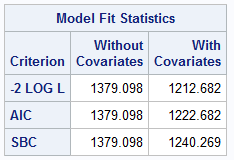 Model Fit Statistics
Criterion Without Covariates With Covariates
-2 LOG L 1379.098 1212.682
AIC 1379.098 1222.682
SBC 1379.098 1240.269